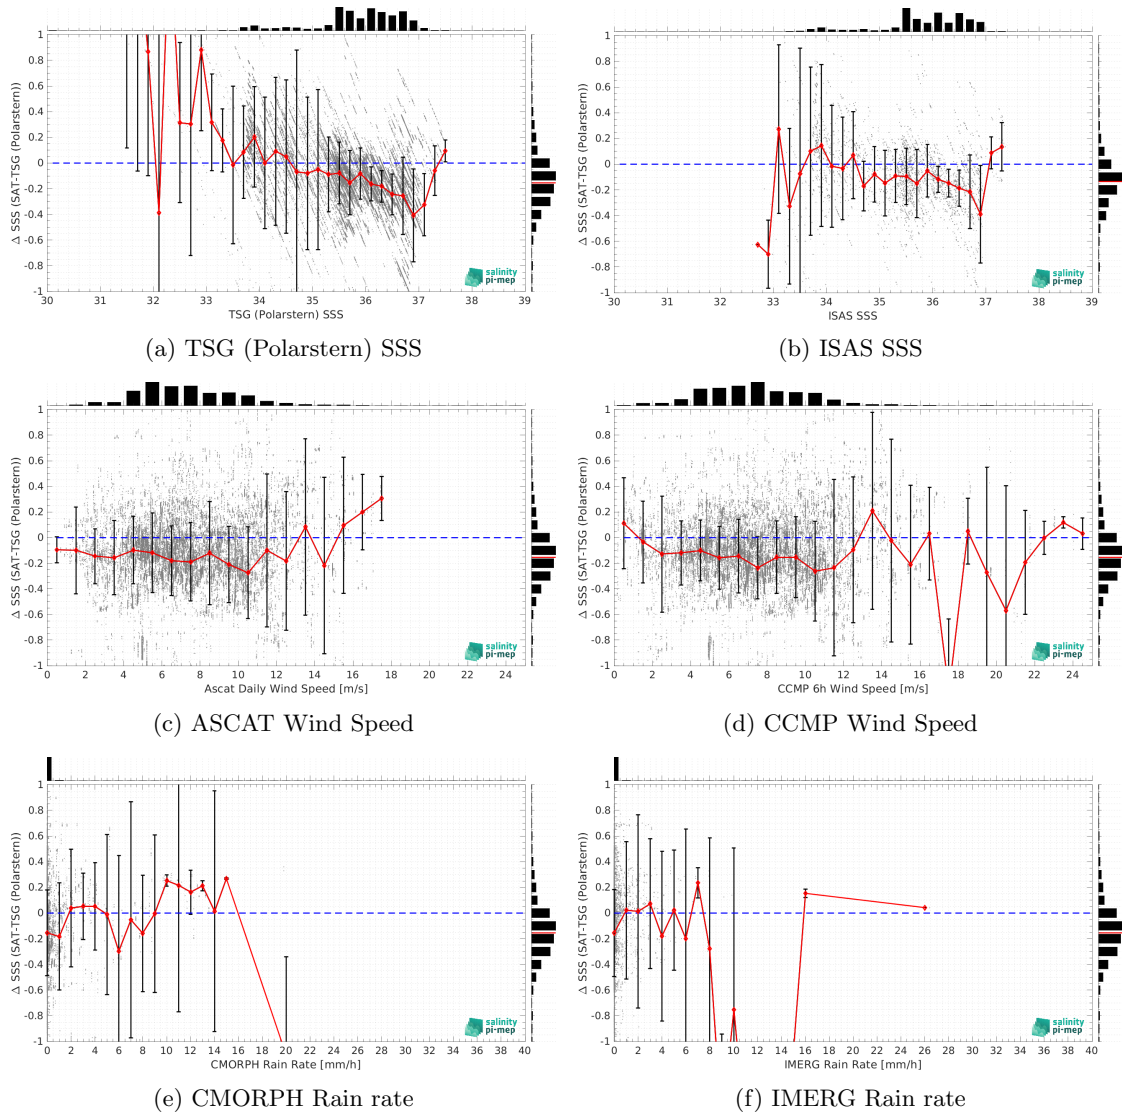 Δ SSS (SAT-TSG (Polarstern))
1
0.8
0.6
0.4
0.2
0
-0.2
-0.4
-0.6
-0.8
-1
30 31 32 33 34 35 36 37 38 39
TSG (Polarstern) SSS
salinity
pi-mep
(a) TSG (Polarstern) SSS
Δ SSS (SAT-TSG (Polarstern))
1
0.8
0.6
0.4
0.2
0
-0.2
-0.4
-0.6
-0.8
-1
30 31 32 33 34 35 36 37 38 39
ISAS SSS
salinity
pi-mep
(b) ISAS SSS
Δ SSS (SAT-TSG (Polarstern))
1
0.8
0.6
0.4
0.2
0
-0.2
-0.4
-0.6
-0.8
-1
0 2 4 6 8 10 12 14 16 18 20 22 24
Ascat Daily Wind Speed [m/s]
salinity
pi-mep
(c) ASCAT Wind Speed
Δ SSS (SAT-TSG (Polarstern))
1
0.8
0.6
0.4
0.2
0
-0.2
-0.4
-0.6
-0.8
-1
0 2 4 6 8 10 12 14 16 18 20 22 24
CCMP 6h Wind Speed [m/s]
salinity
pi-mep
(d) CCMP Wind Speed
Δ SSS (SAT-TSG (Polarstern))
1
0.8
0.6
0.4
0.2
0
-0.2
-0.4
-0.6
-0.8
-1
0 2 4 6 8 10 12 14 16 18 20 22 24 26 28 30 32 34 36 38 40
CMORPH Rain Rate [mm/h]
salinity
pi-mep
(e) CMORPH Rain rate
Δ SSS (SAT-TSG (Polarstern))
1
0.8
0.6
0.4
0.2
0
-0.2
-0.4
-0.6
-0.8
-1
0 2 4 6 8 10 12 14 16 18 20 22 24 26 28 30 32 34 36 38 40
IMERG Rain Rate [mm/h]
salinity
pi-mep
(f) IMERG Rain rate